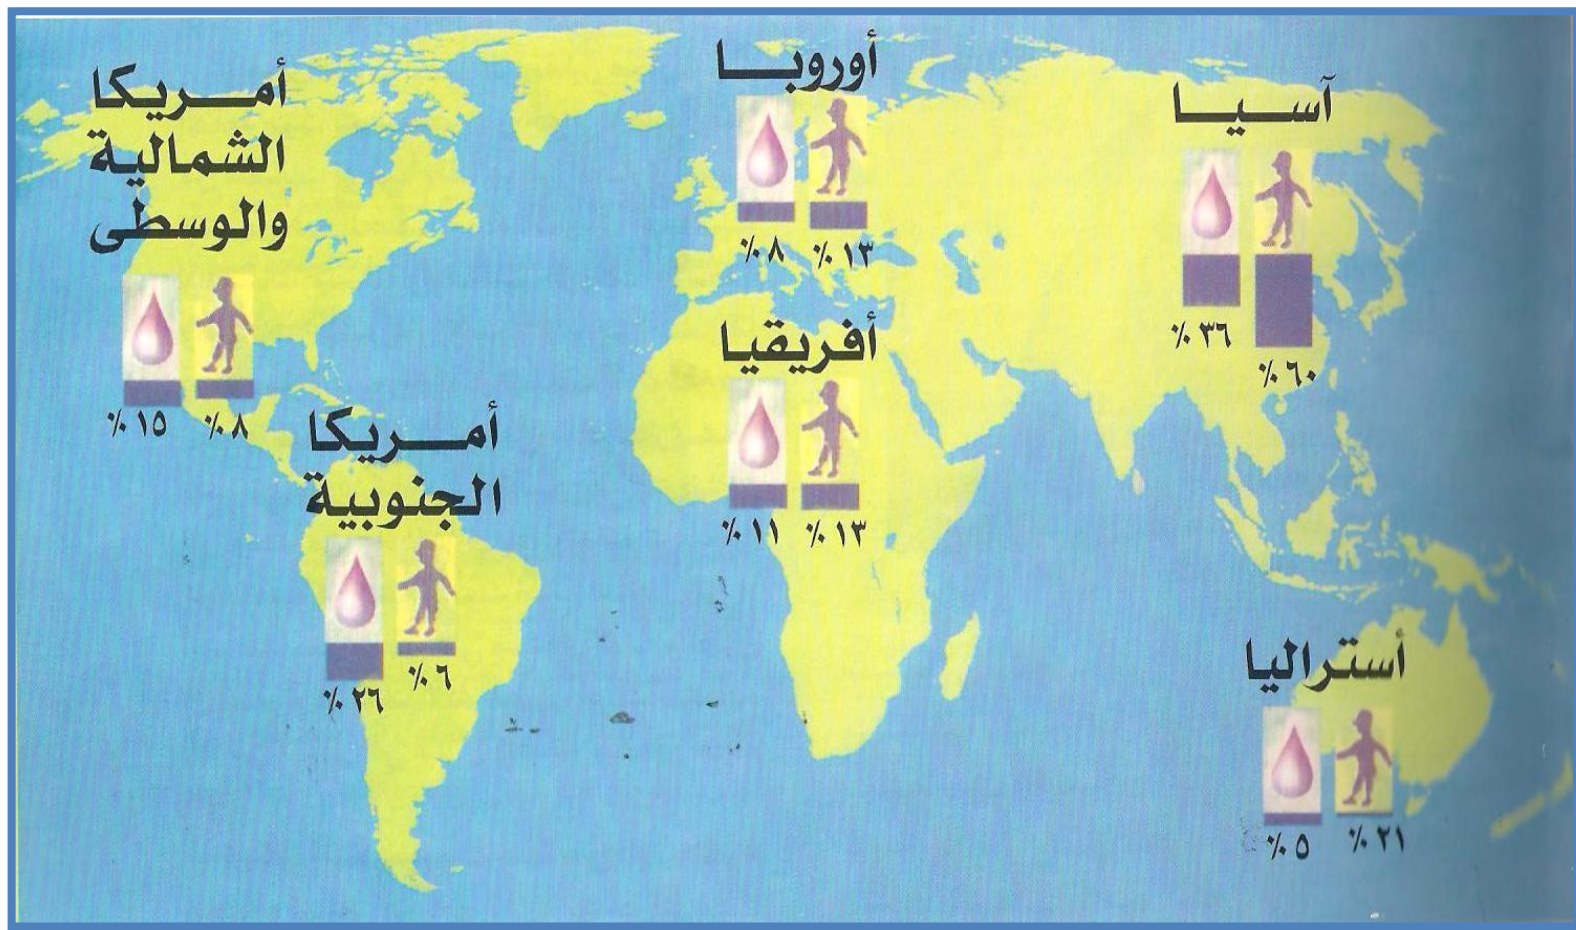 آسيا
٦٠٪ ٣٦٪
أوروبا
١٣٪ ٨٪
أمريكا
الشمالية
والوسطى
٨٪ ١٥٪
أفريقيا
١٣٪ ١١٪
أمريكا
الجنوبية
٦٪ ٢٦٪
أستراليا
٢١٪ ٥٪